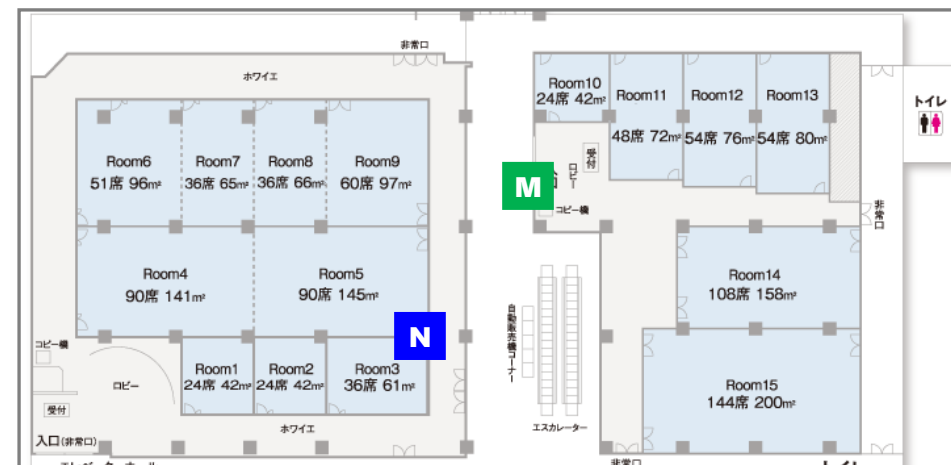 非常口
ホワイエ
Room10
24席 42m²
Room11
48席 72m²
Room12
54席 76m²
Room13
54席 80m²
トイレ
Room6
51席 96m²
Room7
36席 65m²
Room8
36席 66m²
Room9
60席 97m²
受付
ロビー
M
コピー機
非常口
Room4
90席 141m²
Room5
90席 145m²
Room14
108席 158m²
N
自動販売機コーナー
コピー機
ロビー
Room1
24席 42m²
Room2
24席 42m²
Room3
36席 61m²
Room15
144席 200m²
受付
ホワイエ
エスカレーター
入口(非常口)